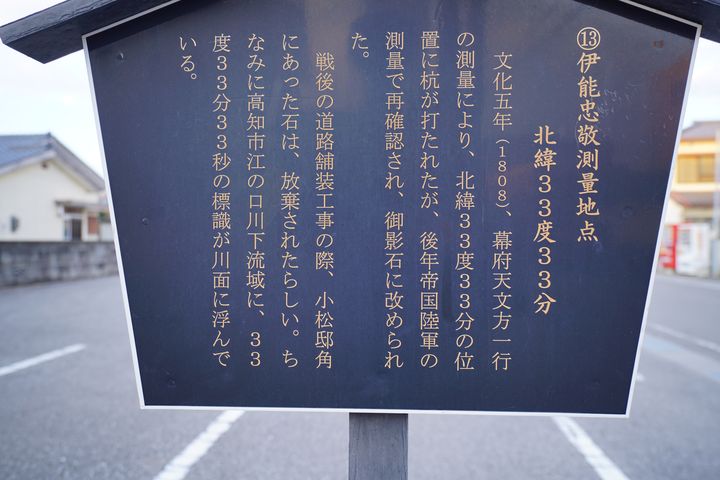 ⑬伊能忠敬測量地点
北緯33度33分
文化五年(1808)、幕府天文方一行
の測量により、北緯33度33分の位
置に杭が打たれたが、後年帝国陸軍の
測量で再確認され、御影石に改められ
た。
戦後の道路舗装工事の際、小松邸角
にあった石は、放棄されたらしい。ち
なみに高知市江の口川下流域に、33
度33分33秒の標識が川面に浮んで
いる。